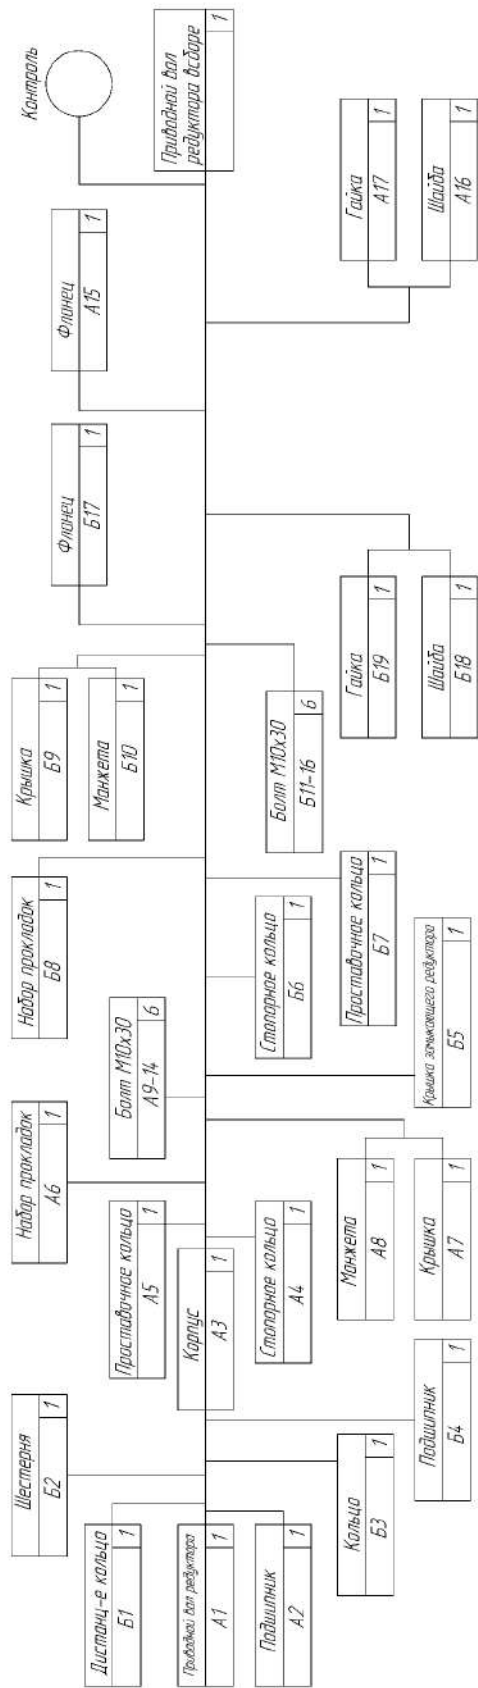 Дистанц-е кольцо
Б1
1
Приводной вал редуктора
А1
1
Подшипник
А2
1
Шестерня
Б2
1
Кольцо
Б3
1
Подшипник
Б4
1
Корпус
А3
1
Стопорное кольцо
А4
1
Проставочное кольцо
А5
1
Набор прокладок
А6
1
Манжета
А8
1
Крышка
А7
1
Болт М10х30
А9-14
6
Крышка замыкающего редуктора
Б5
1
Стопорное кольцо
Б6
1
Проставочное кольцо
Б7
1
Набор прокладок
Б8
1
Крышка
Б9
1
Манжета
Б10
1
Болт М10х30
Б11-16
6
Фланец
Б17
1
Гайка
Б19
1
Шайба
Б18
1
Фланец
А15
1
Гайка
А17
1
Шайба
А16
1
Контроль
Приводной вал
редуктора всборе
1